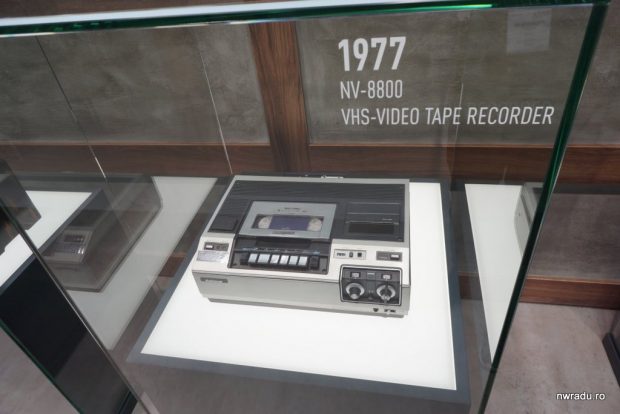 1977
NV-8800
VHS-VIDEO TAPE RECORDER
nwradu.ro